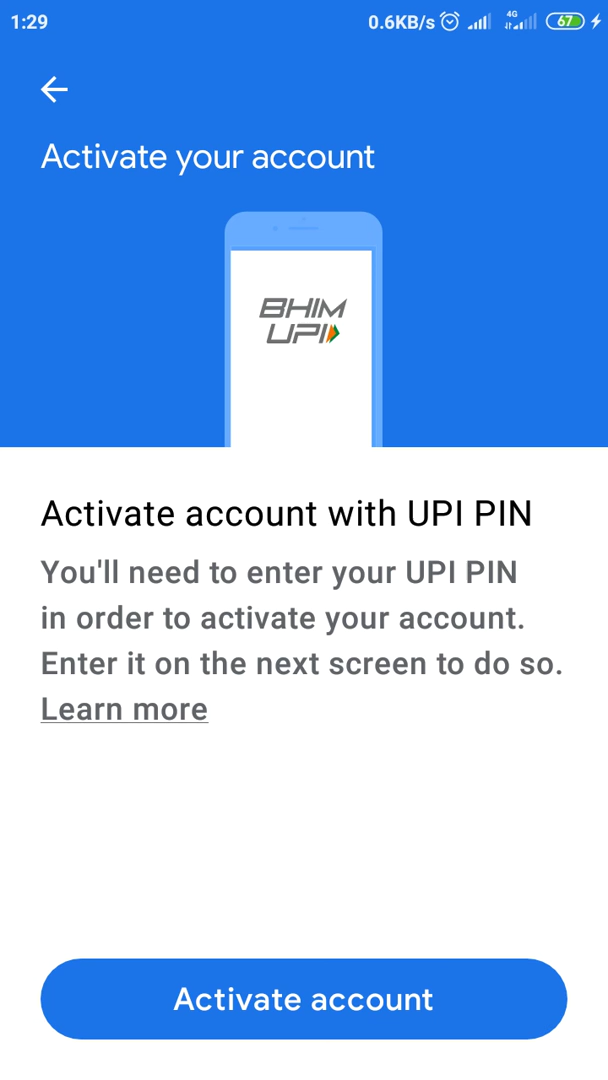 1:29 0.6KB/s 4G 67
Activate your account
BHIM
UPI
Activate account with UPI PIN
You'll need to enter your UPI PIN
in order to activate your account.
Enter it on the next screen to do so.
Learn more
Activate account